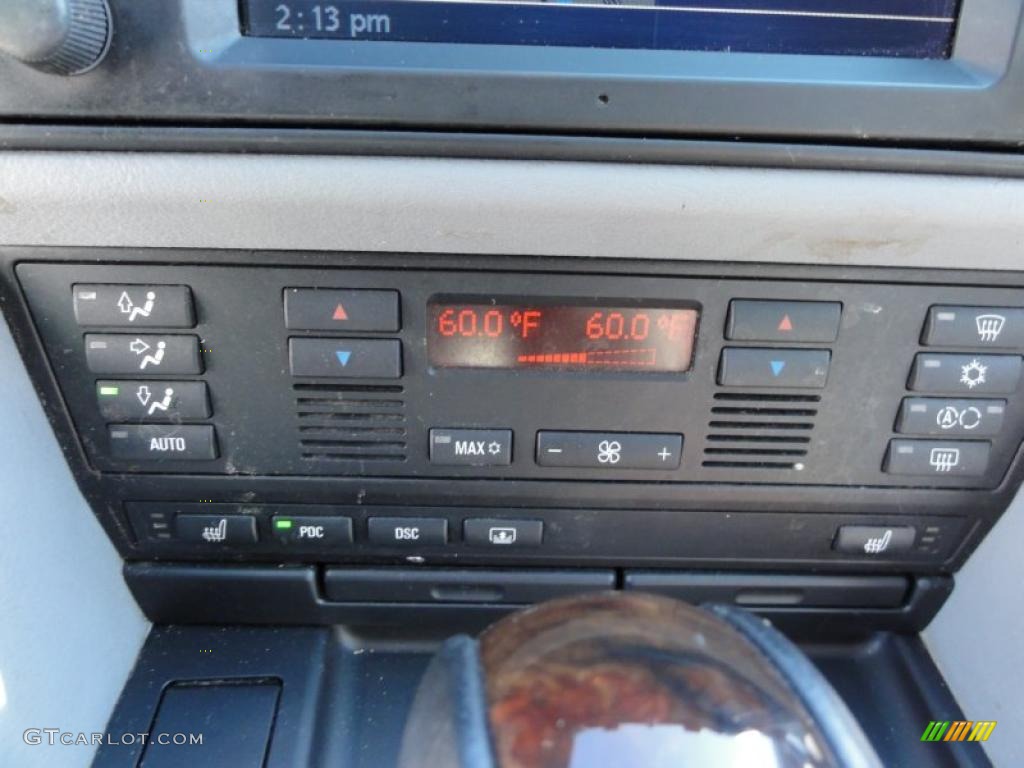 2:13 pm
60.0°F 60.0°F
AUTO
MAX
− +
A
PDC
DSC
GTCARLOT.COM